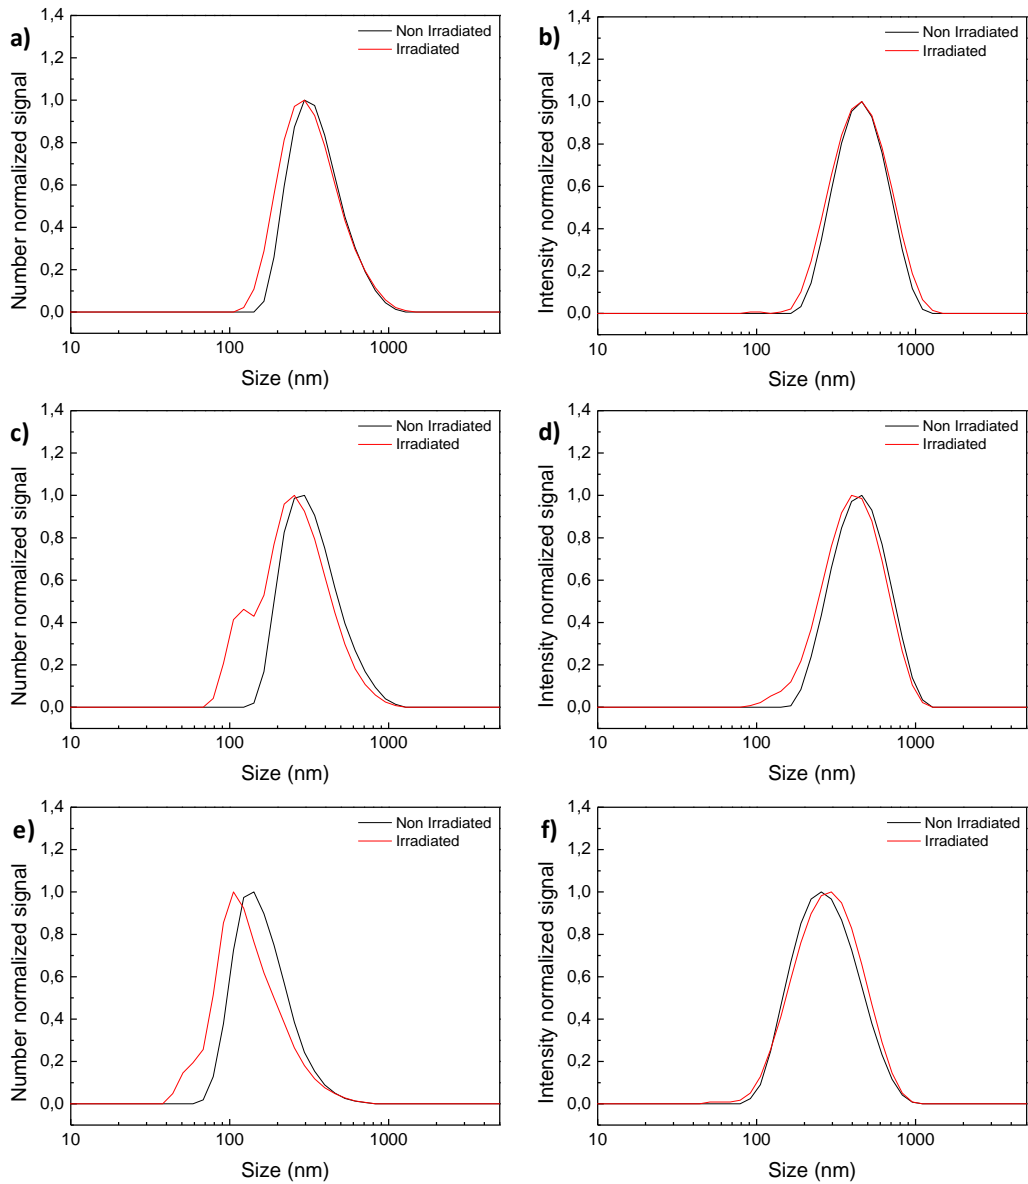 a)
Number normalized signal
1,4
1,2
1,0
0,8
0,6
0,4
0,2
0,0
10
100
1000
Size (nm)
Non Irradiated
Irradiated
b)
Intensity normalized signal
1,4
1,2
1,0
0,8
0,6
0,4
0,2
0,0
10
100
1000
Size (nm)
Non Irradiated
Irradiated
c)
Number normalized signal
1,4
1,2
1,0
0,8
0,6
0,4
0,2
0,0
10
100
1000
Size (nm)
Non Irradiated
Irradiated
d)
Intensity normalized signal
1,4
1,2
1,0
0,8
0,6
0,4
0,2
0,0
10
100
1000
Size (nm)
Non Irradiated
Irradiated
e)
Number normalized signal
1,4
1,2
1,0
0,8
0,6
0,4
0,2
0,0
10
100
1000
Size (nm)
Non Irradiated
Irradiated
f)
Intensity normalized signal
1,4
1,2
1,0
0,8
0,6
0,4
0,2
0,0
10
100
1000
Size (nm)
Non Irradiated
Irradiated